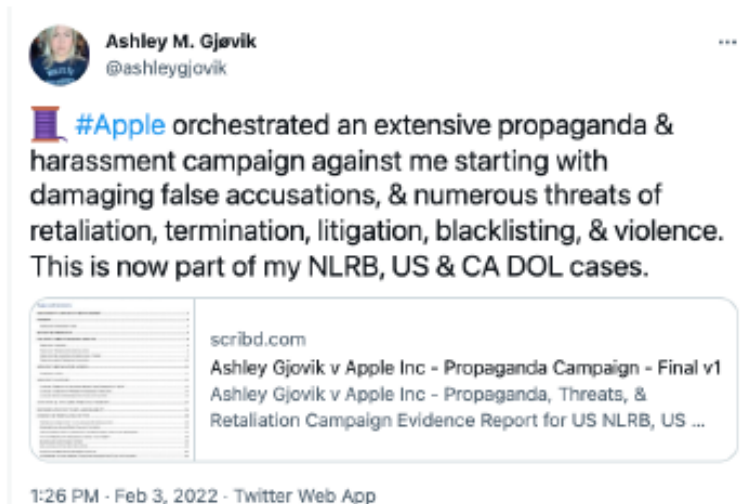 Ashley M. Gjøvik
@ashleygjovik
#Apple orchestrated an extensive propaganda &
harassment campaign against me starting with
damaging false accusations, & numerous threats of
retaliation, termination, litigation, blacklisting, & violence.
This is now part of my NLRB, US & CA DOL cases.
scribd.com
Ashley Gjovik v Apple Inc - Propaganda Campaign - Final v1
Ashley Gjovik v Apple Inc - Propaganda, Threats, &
Retaliation Campaign Evidence Report for US NLRB, US ...
1:26 PM · Feb 3, 2022 · Twitter Web App